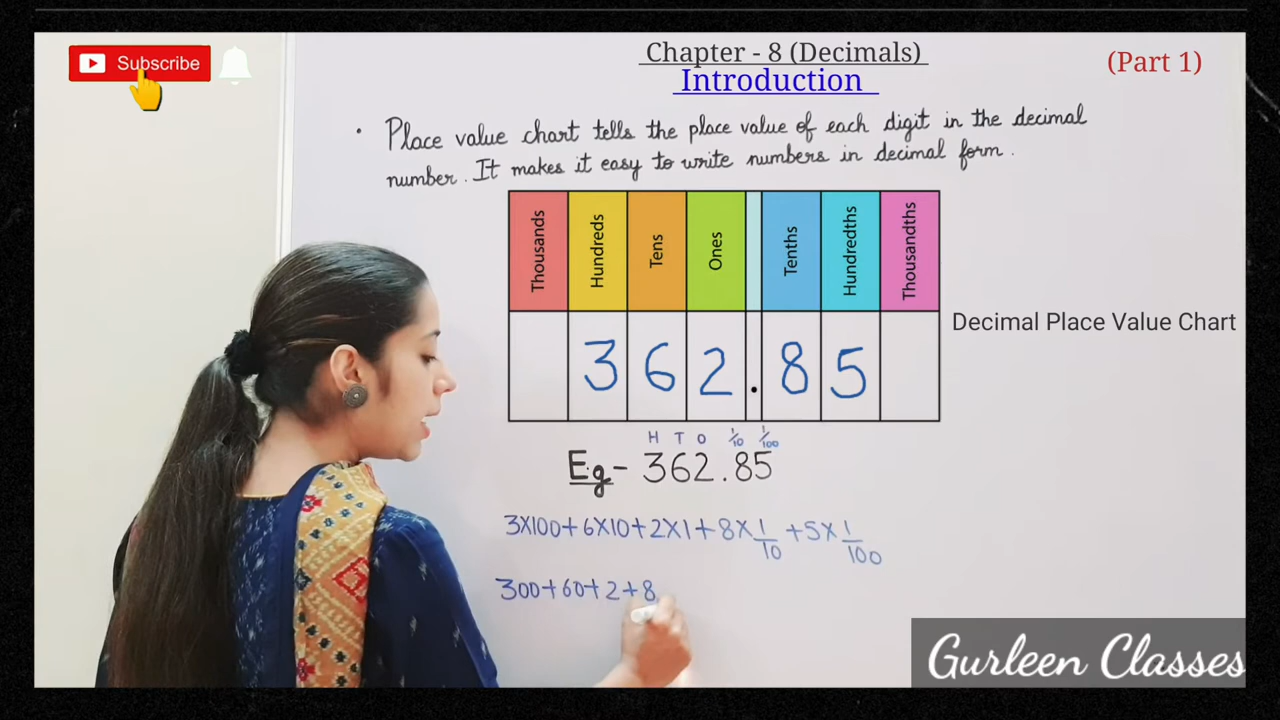 Subscribe
Chapter - 8 (Decimals)
Introduction
(Part 1)
• Place value chart tells the place value of each digit in the decimal
number. It makes it easy to write numbers in decimal form.
Thousands Hundreds Tens Ones . Tenths Hundredths Thousandths
3 6 2 . 8 5
Decimal Place Value Chart
H T O 1/10 1/100
Eg- 362.85
3×100+6×10+2×1+8×1/10+5×1/100
300+60+2+8
Gurleen Classes